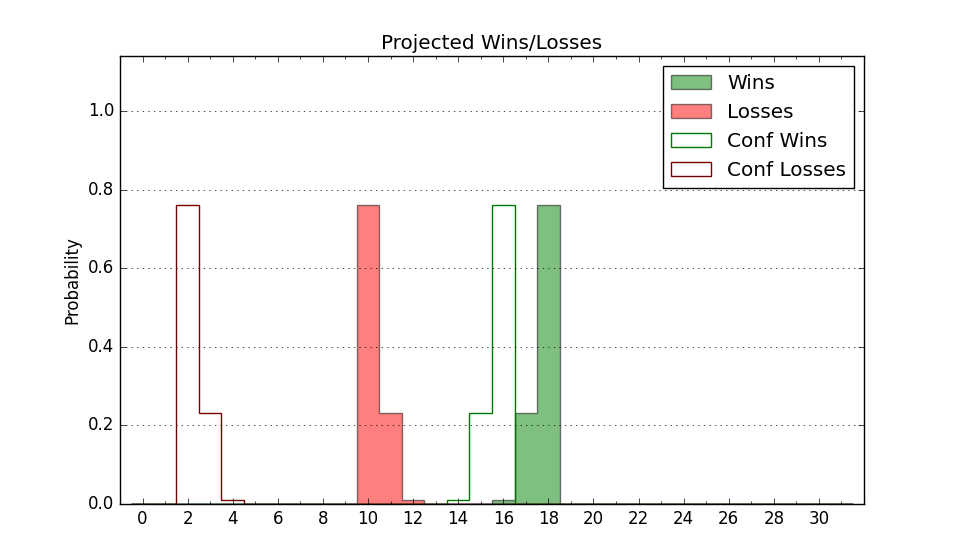 Projected Wins/Losses
Wins
Losses
Conf Wins
Conf Losses
Probability
1.0
0.8
0.6
0.4
0.2
0.0
0 2 4 6 8 10 12 14 16 18 20 22 24 26 28 30